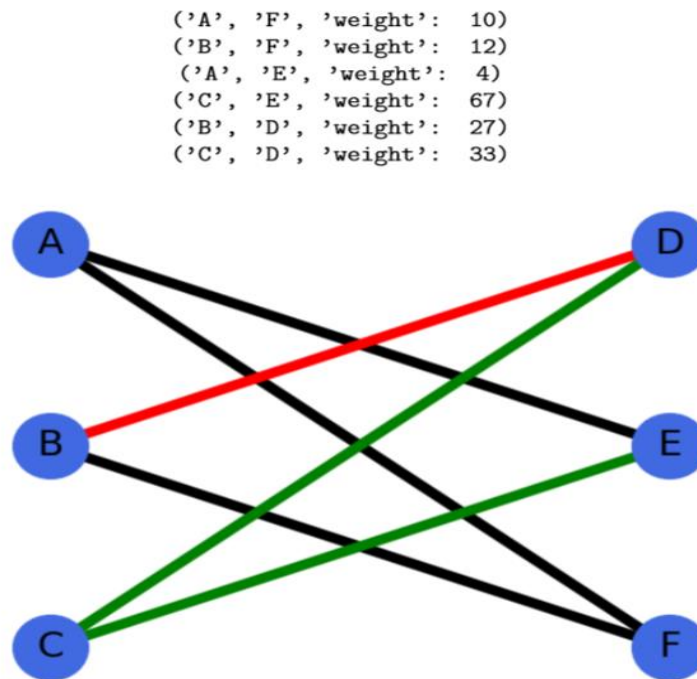 ('A', 'F', 'weight': 10)
('B', 'F', 'weight': 12)
('A', 'E', 'weight': 4)
('C', 'E', 'weight': 67)
('B', 'D', 'weight': 27)
('C', 'D', 'weight': 33)
A D
B E
C F